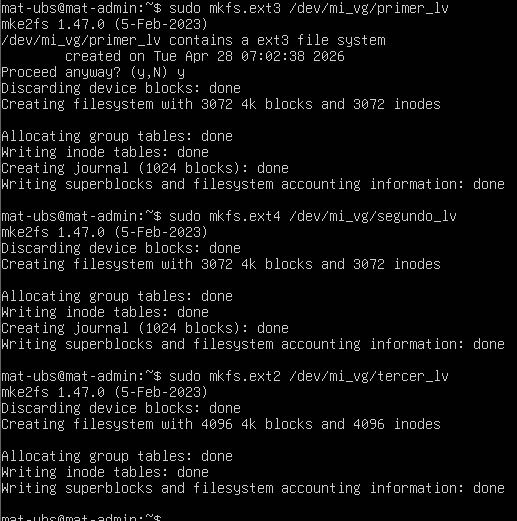 mat-ubs@mat-admin:~$ sudo mkfs.ext3 /dev/mi_vg/primer_lv
mke2fs 1.47.0 (5-Feb-2023)
/dev/mi_vg/primer_lv contains a ext3 file system
        created on Tue Apr 28 07:02:38 2026
Proceed anyway? (y,N) y
Discarding device blocks: done
Creating filesystem with 3072 4k blocks and 3072 inodes

Allocating group tables: done
Writing inode tables: done
Creating journal (1024 blocks): done
Writing superblocks and filesystem accounting information: done

mat-ubs@mat-admin:~$ sudo mkfs.ext4 /dev/mi_vg/segundo_lv
mke2fs 1.47.0 (5-Feb-2023)
Discarding device blocks: done
Creating filesystem with 3072 4k blocks and 3072 inodes

Allocating group tables: done
Writing inode tables: done
Creating journal (1024 blocks): done
Writing superblocks and filesystem accounting information: done

mat-ubs@mat-admin:~$ sudo mkfs.ext2 /dev/mi_vg/tercer_lv
mke2fs 1.47.0 (5-Feb-2023)
Discarding device blocks: done
Creating filesystem with 4096 4k blocks and 4096 inodes

Allocating group tables: done
Writing inode tables: done
Writing superblocks and filesystem accounting information: done

mat-ubs@mat-admin:~$